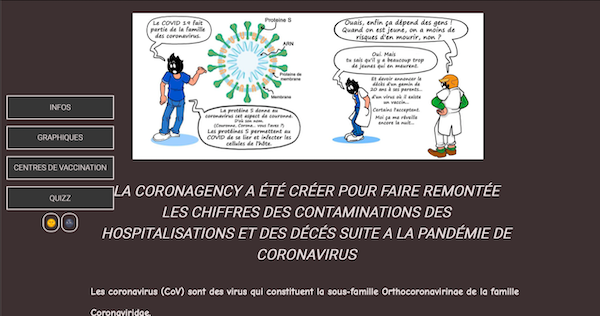 Le COVID 19 fait
partie de la famille
des coronavirus.
Protéine S
ARN
Protéine de
membrane
Membrane
La protéine S donne au
coronavirus cet aspect de couronne.
D'où son nom.
(Couronne, Corona... vous l'avez ?)
Les protéines S permettent au
COVID de se lier et infecter les
cellules de l'hôte.
Ouais, enfin ça dépend des gens !
Quand on est jeune, on a moins de
risques d'en mourir, non ?
Oui. Mais
tu sais qu'il y a beaucoup trop
de jeunes qui en meurent.
Et devoir annoncer le
décès d'un gamin de
20 ans à ses parents...
d'un virus où il existe
un vaccin...
Certains l'acceptent.
Moi ça me réveille
encore la nuit...
INFOS
GRAPHIQUES
CENTRES DE VACCINATION
QUIZZ
LA CORONAGENCY A ÉTÉ CRÉER POUR FAIRE REMONTÉE
LES CHIFFRES DES CONTAMINATIONS DES
HOSPITALISATIONS ET DES DÉCÉS SUITE A LA PANDÉMIE DE
CORONAVIRUS
Les coronavirus (CoV) sont des virus qui constituent la sous-famille Orthocoronavirinae de la famille
Coronaviridae.